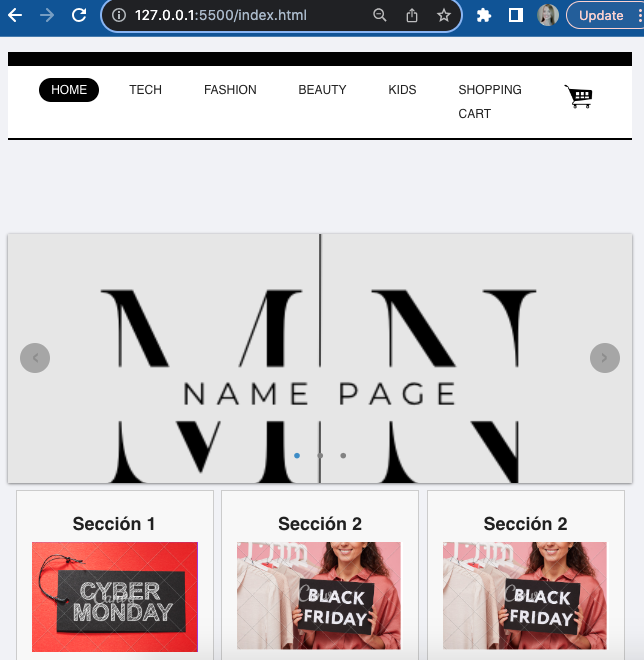 127.0.0.1:5500/index.html
Update
HOME
TECH
FASHION
BEAUTY
KIDS
SHOPPING
CART
MN
NAME PAGE
Sección 1
Sección 2
Sección 2
CYBER
MONDAY
BLACK
FRIDAY
BLACK
FRIDAY